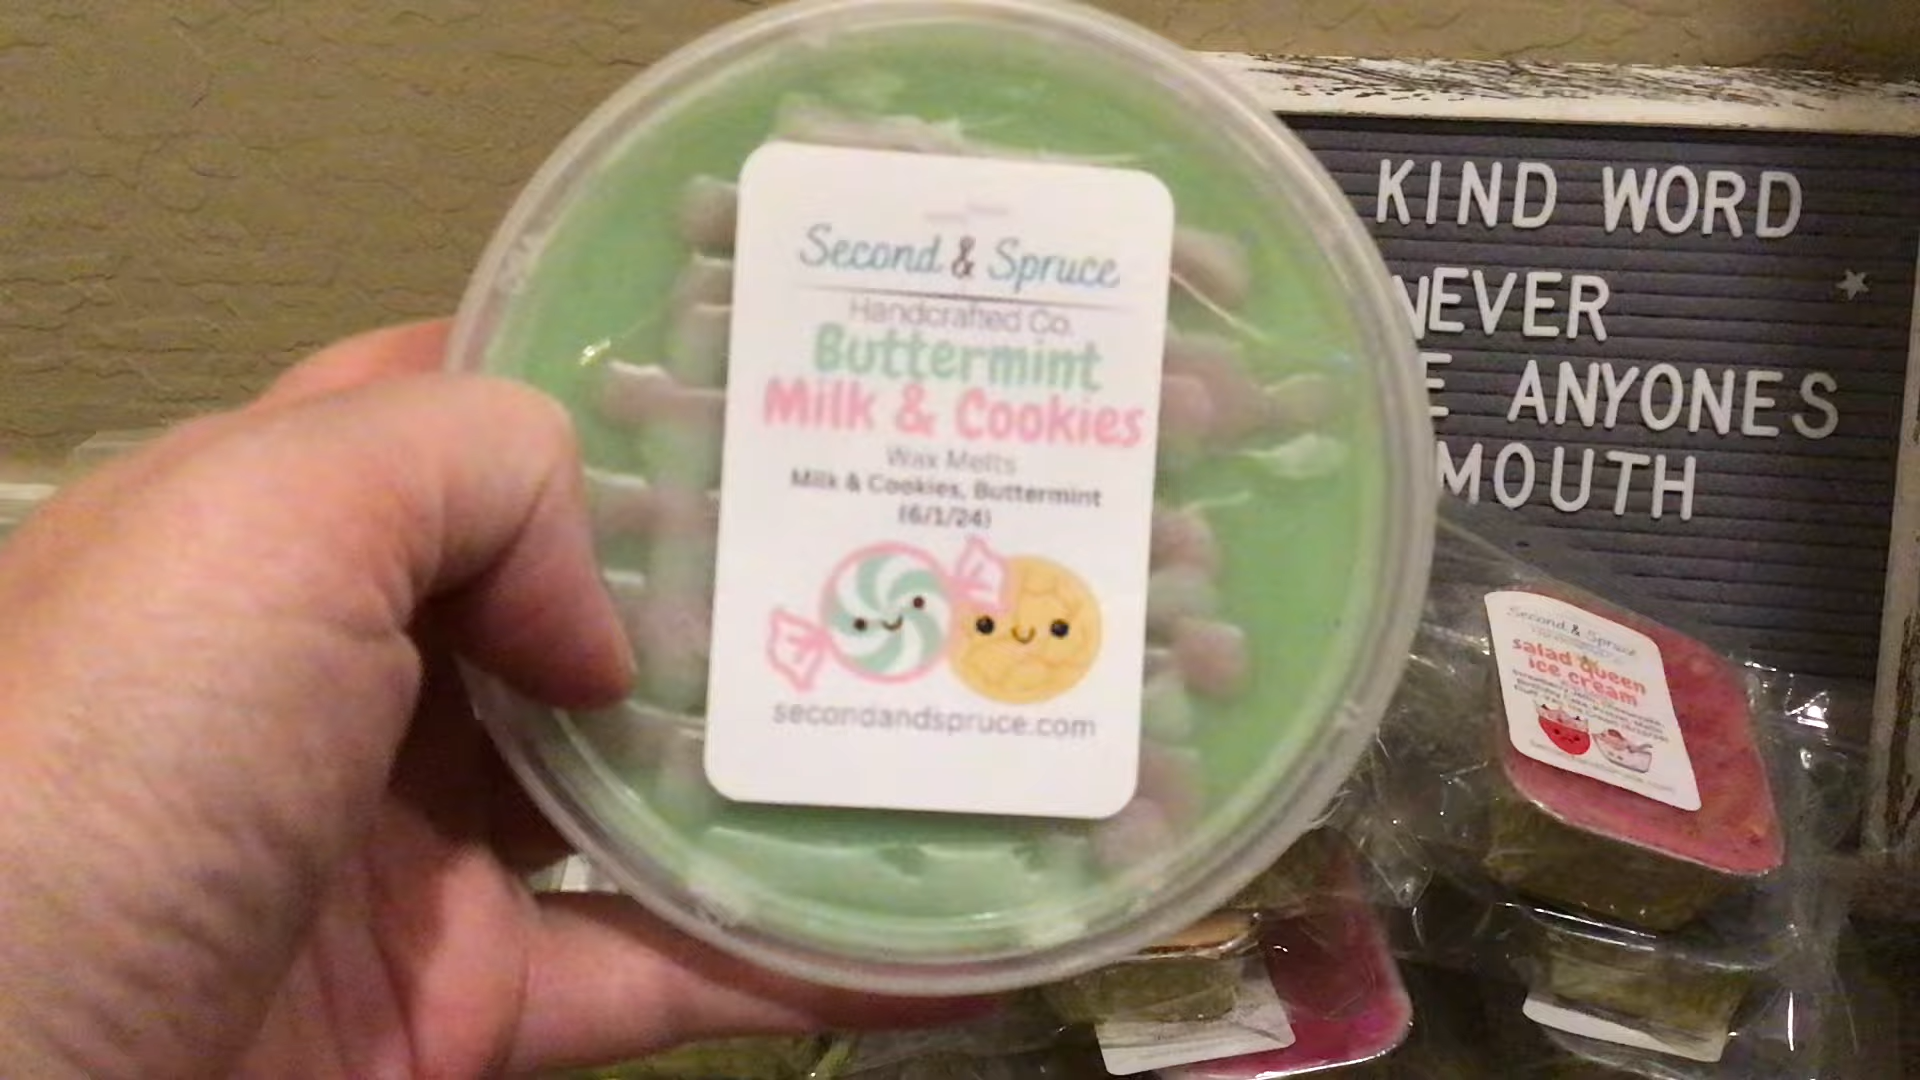 Second & Spruce
Handcrafted Co.
Buttermint
Milk & Cookies
Wax Melts
Milk & Cookies, Buttermint
(6/1/24)
secondandspruce.com
KIND WORD
NEVER
E ANYONES
MOUTH
Second & Spruce
salad queen
ice cream